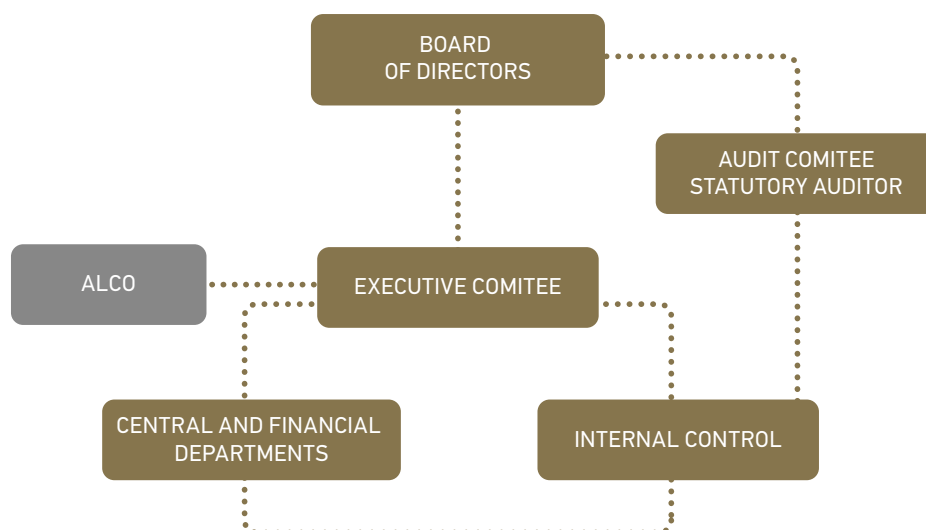 BOARD
OF DIRECTORS
AUDIT COMITEE
STATUTORY AUDITOR
ALCO
EXECUTIVE COMITEE
CENTRAL AND FINANCIAL
DEPARTMENTS
INTERNAL CONTROL